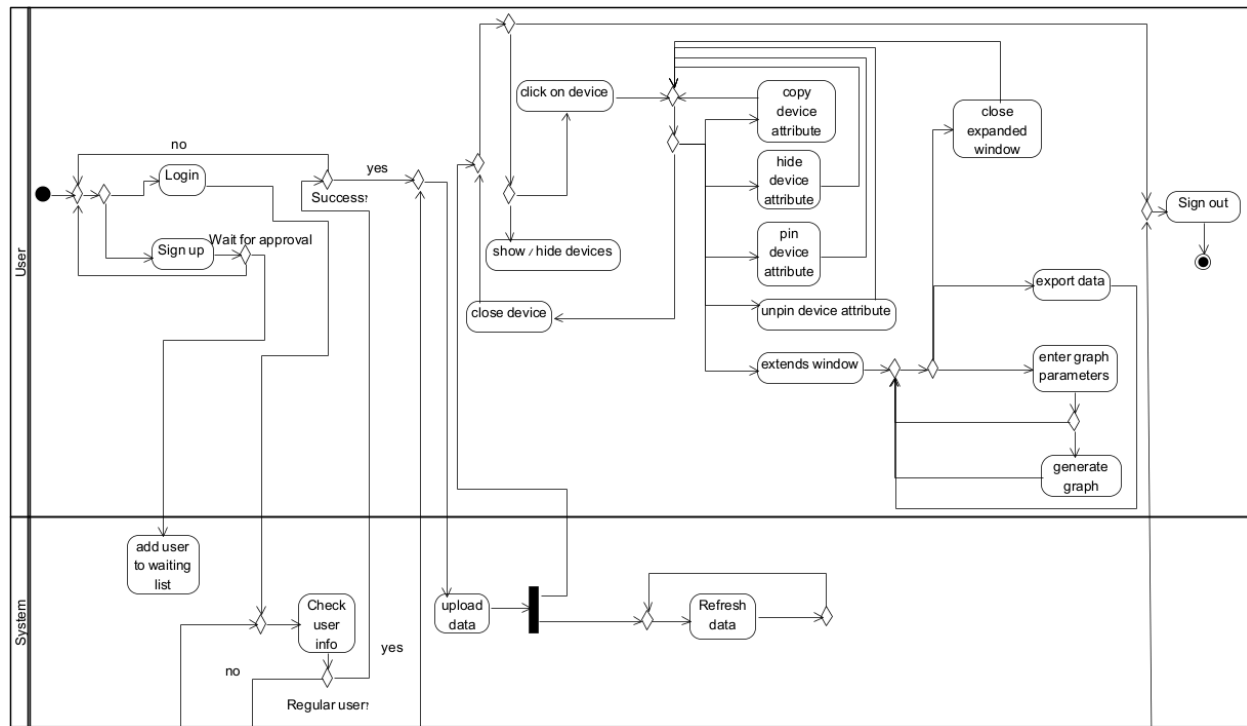 User
no
Login
Sign up
Wait for approval
Success?
yes
click on device
show / hide devices
close device
copy
device
attribute
hide
device
attribute
pin
device
attribute
unpin device attribute
extends window
close
expanded
window
export data
enter graph
parameters
generate
graph
Sign out
System
add user
to waiting
list
Check
user
info
no
yes
Regular user?
upload
data
Refresh
data